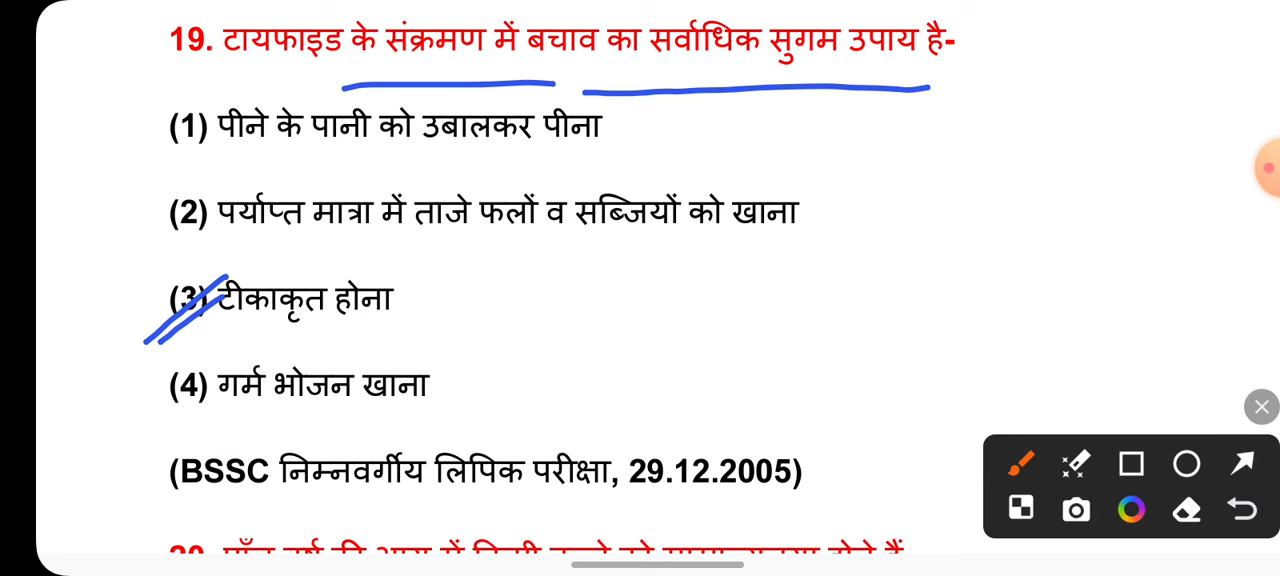 19. टायफाइड के संक्रमण में बचाव का सर्वाधिक सुगम उपाय है-
(1) पीने के पानी को उबालकर पीना
(2) पर्याप्त मात्रा में ताजे फलों व सब्जियों को खाना
(3) टीकाकृत होना
(4) गर्म भोजन खाना
(BSSC निम्नवर्गीय लिपिक परीक्षा, 29.12.2005)